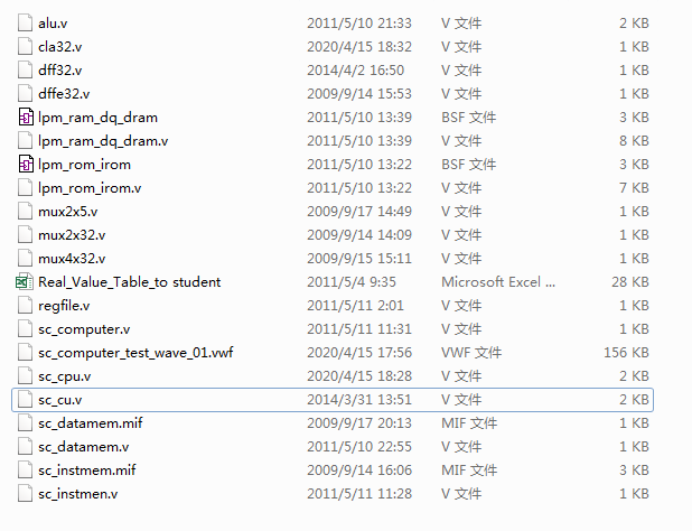 alu.v 2011/5/10 21:33 V 文件 2 KB
cla32.v 2020/4/15 18:32 V 文件 1 KB
dff32.v 2014/4/2 16:50 V 文件 1 KB
dffe32.v 2009/9/14 15:53 V 文件 1 KB
lpm_ram_dq_dram 2011/5/10 13:39 BSF 文件 3 KB
lpm_ram_dq_dram.v 2011/5/10 13:39 V 文件 8 KB
lpm_rom_irom 2011/5/10 13:22 BSF 文件 3 KB
lpm_rom_irom.v 2011/5/10 13:22 V 文件 7 KB
mux2x5.v 2009/9/17 14:49 V 文件 1 KB
mux2x32.v 2009/9/14 14:09 V 文件 1 KB
mux4x32.v 2009/9/15 15:11 V 文件 1 KB
Real_Value_Table_to student 2011/5/4 9:35 Microsoft Excel ... 28 KB
regfile.v 2011/5/11 2:01 V 文件 1 KB
sc_computer.v 2011/5/11 11:31 V 文件 1 KB
sc_computer_test_wave_01.vwf 2020/4/15 17:56 VWF 文件 156 KB
sc_cpu.v 2020/4/15 18:28 V 文件 2 KB
sc_cu.v 2014/3/31 13:51 V 文件 2 KB
sc_datamem.mif 2009/9/17 20:13 MIF 文件 1 KB
sc_datamem.v 2011/5/10 22:55 V 文件 1 KB
sc_instmem.mif 2009/9/14 16:06 MIF 文件 3 KB
sc_instmen.v 2011/5/11 11:28 V 文件 1 KB